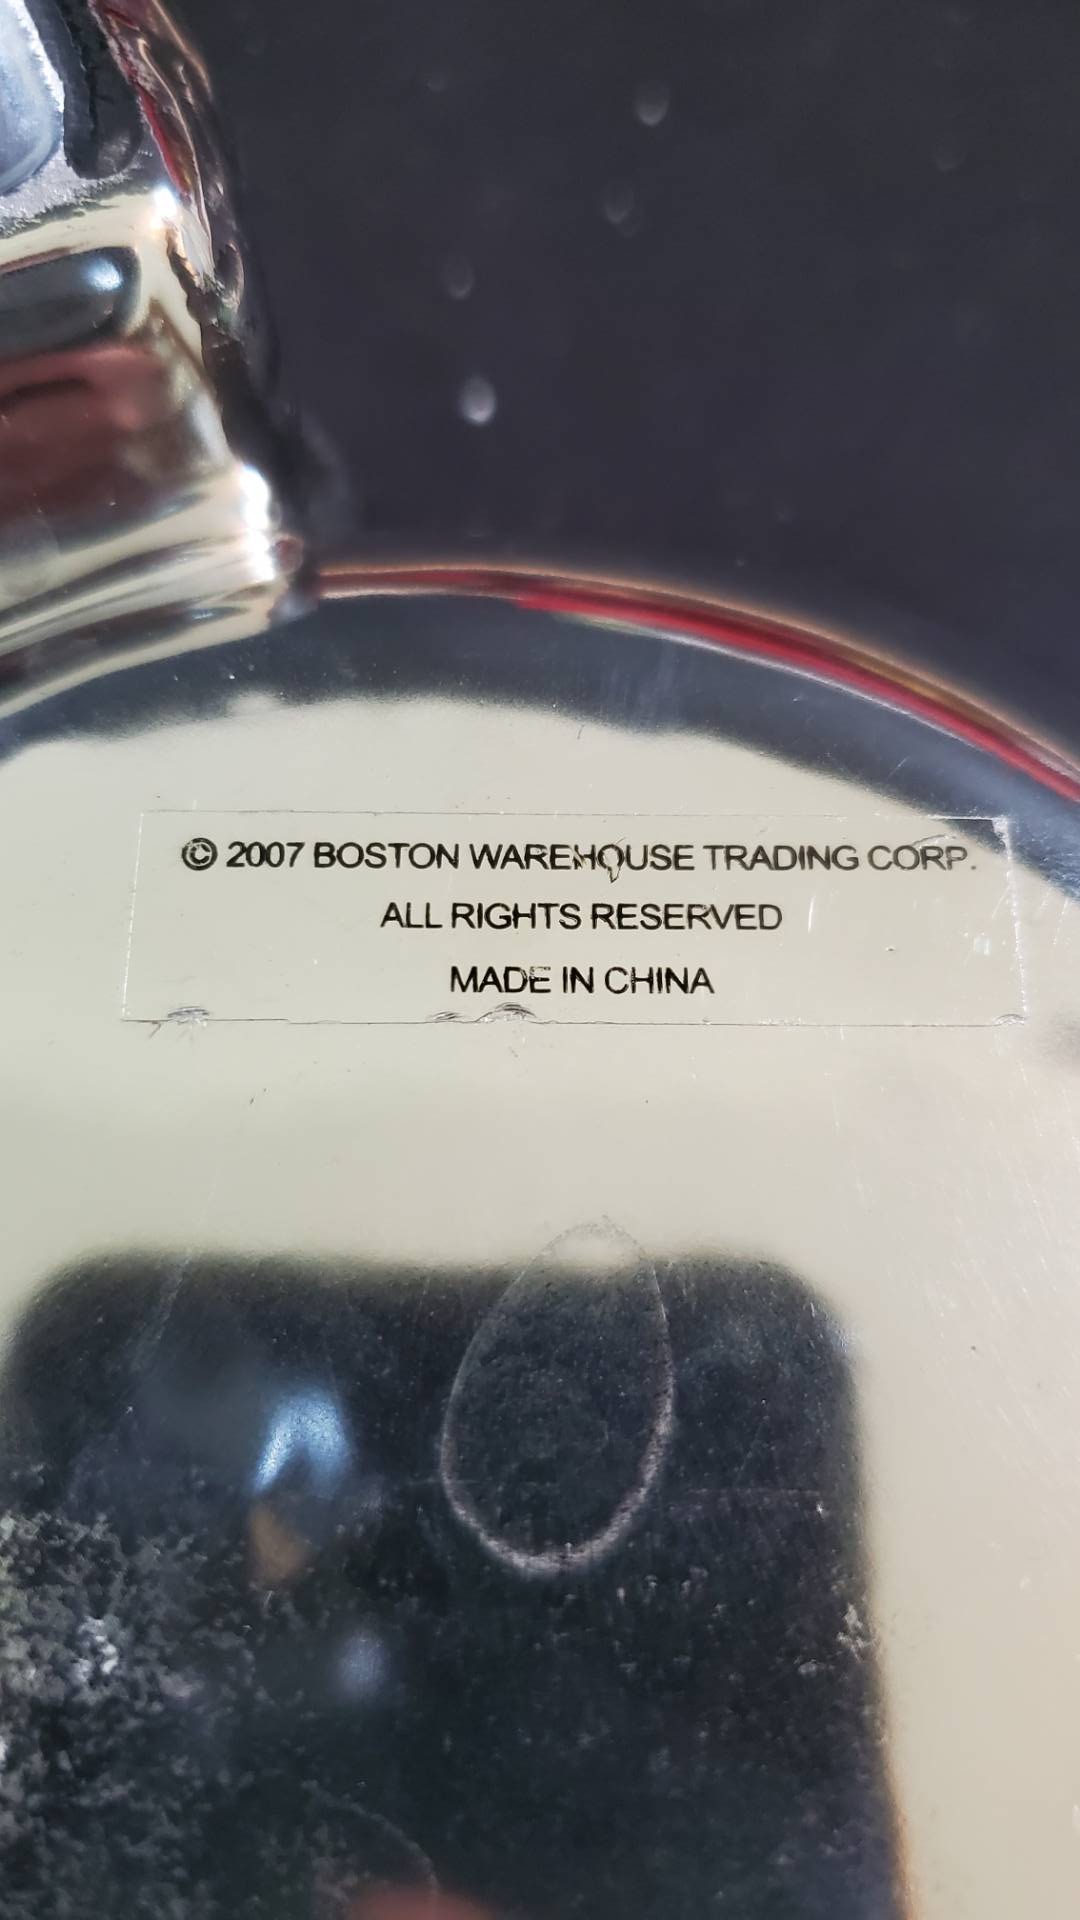 © 2007 BOSTON WAREHOUSE TRADING CORP.
ALL RIGHTS RESERVED
MADE IN CHINA